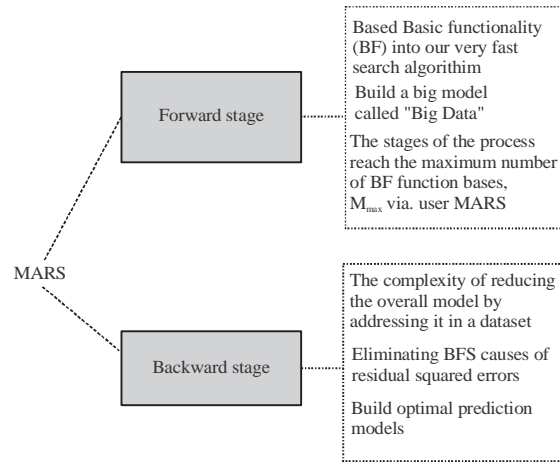 Based Basic functionality
(BF) into our very fast
search algorithim
Build a big model
called "Big Data"
The stages of the process
reach the maximum number
of BF function bases,
Mmax via. user MARS
Forward stage
MARS
The complexity of reducing
the overall model by
addressing it in a dataset
Eliminating BFS causes of
residual squared errors
Build optimal prediction
models
Backward stage